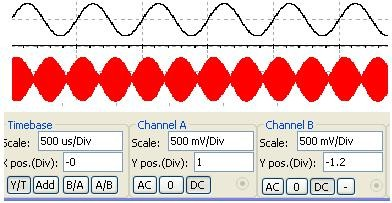 Timebase
Channel A
Channel B
Scale: 500 us/Div
Scale: 500 mV/Div
Scale: 500 mV/Div
X pos.(Div): -0
Y pos.(Div): 1
Y pos.(Div): -1.2
Y/T Add B/A A/B
AC 0 DC
AC 0 DC -